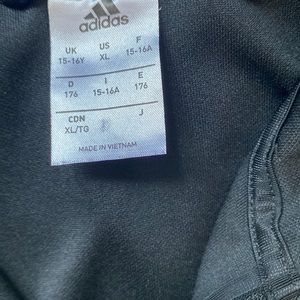 adidas
UK US F
15-16Y XL 15-16A
D I E
176 15-16A 176
CDN J
XL/TG
MADE IN VIETNAM